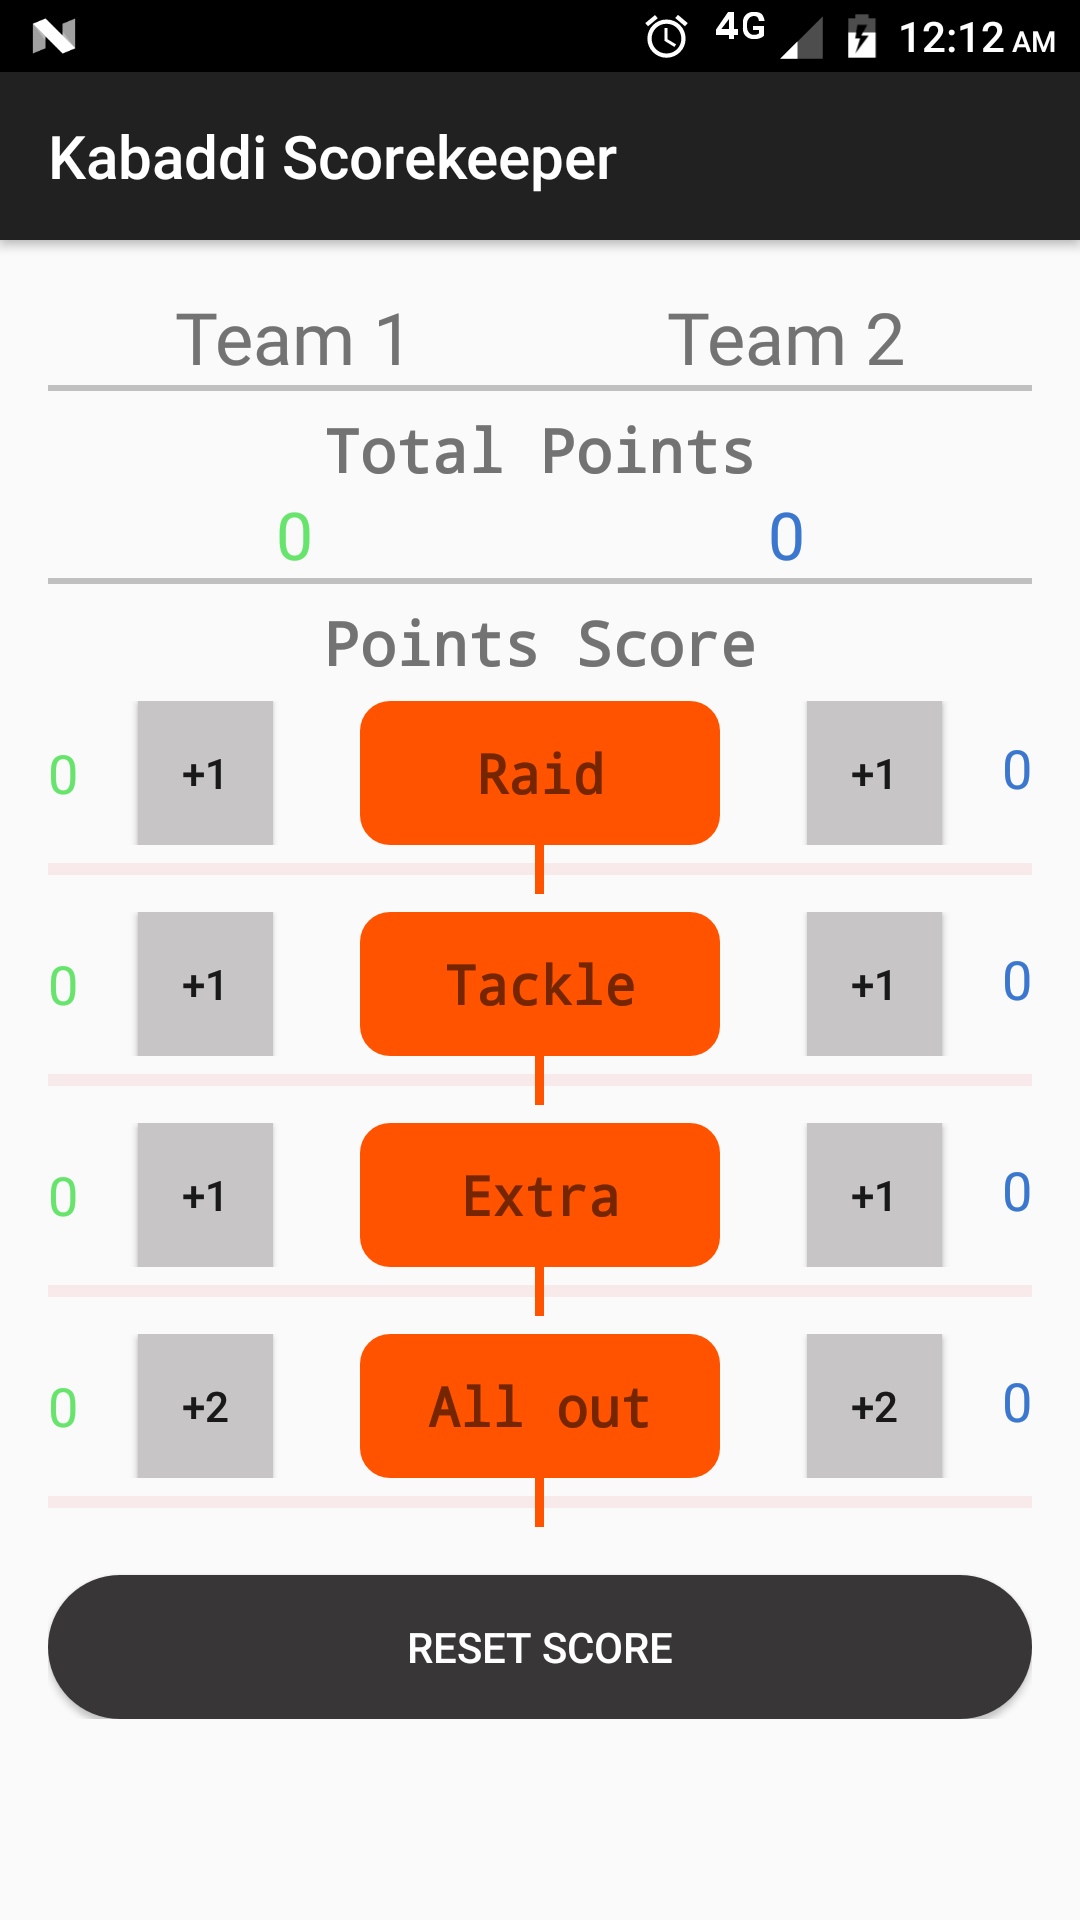 4G 12:12 AM
Kabaddi Scorekeeper
Team 1 Team 2
Total Points
0 0
Points Score
0 +1 Raid +1 0
0 +1 Tackle +1 0
0 +1 Extra +1 0
0 +2 All out +2 0
RESET SCORE